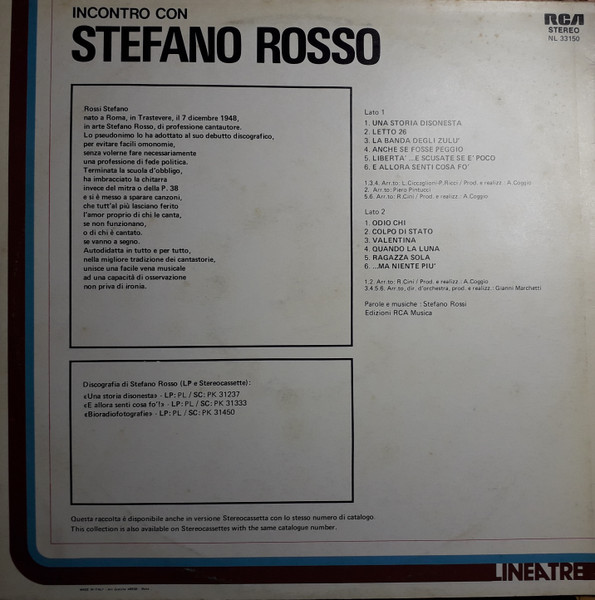 INCONTRO CON
STEFANO ROSSO
RCA
STEREO
NL 33150
Rossi Stefano
nato a Roma, in Trastevere, il 7 dicembre 1948,
in arte Stefano Rosso, di professione cantautore.
Lo pseudonimo lo ha adottato al suo debutto discografico,
per evitare facili omonomie,
senza volerne fare necessariamente
una professione di fede politica.
Terminata la scuola d'obbligo,
ha imbracciato la chitarra
invece del mitra o della P. 38
e si è messo a sparare canzoni,
che tutt'al più lasciano ferito
l'amor proprio di chi le canta,
se non funzionano,
o di chi è cantato.
se vanno a segno.
Autodidatta in tutto e per tutto,
nella migliore tradizione dei cantastorie,
unisce una facile vena musicale
ad una capacità di osservazione
non priva di ironia.
Lato 1
1. UNA STORIA DISONESTA
2. LETTO 26
3. LA BANDA DEGLI ZULU'
4. ANCHE SE FOSSE PEGGIO
5. LIBERTA' ...E SCUSATE SE E' POCO
6. E ALLORA SENTI COSA FO'
1.3.4. Arr.to: L.Ciccaglioni-P.Ricci / Prod. e realizz.: A.Coggio
2. Arr.to: Piero Pintucci
5.6. Arr.to: R.Cini / Prod. e realizz.: A.Coggio
Lato 2
1. ODIO CHI
2. COLPO DI STATO
3. VALENTINA
4. QUANDO LA LUNA
5. RAGAZZA SOLA
6. ...MA NIENTE PIU'
1.2. Arr.to: R.Cini / Prod. e realizz.: A.Coggio
3.4.5.6. Arr.to, dir. d'orchestra, prod. e realizz.: Gianni Marchetti
Parole e musiche : Stefano Rossi
Edizioni RCA Musica
Discografia di Stefano Rosso (LP e Stereocassette) :
«Una storia disonesta» - LP: PL / SC: PK 31237
«E allora senti cosa fo'!» - LP: PL / SC: PK 31333
«Bioradiofotografie» - LP: PL / SC: PK 31450
Questa raccolta é disponibile anche in versione Stereocassetta con lo stesso numero di catalogo.
This collection is also available on Stereocassettes with the same catalogue number.
LINEATRE